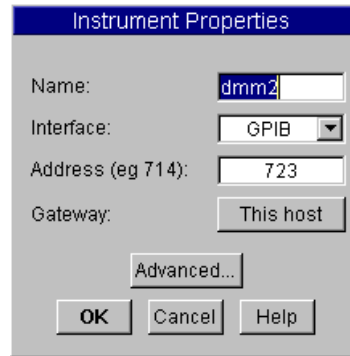 Instrument Properties
Name: dmm2
Interface: GPIB
Address (eg 714): 723
Gateway: This host
Advanced...
OK Cancel Help